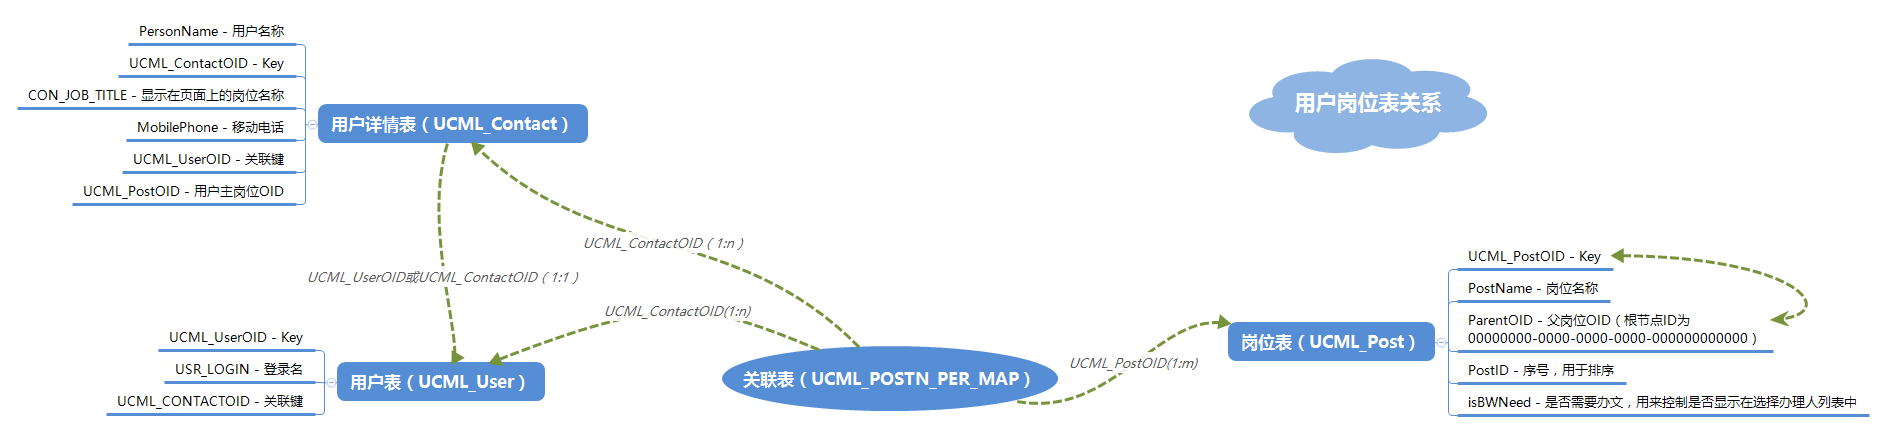 用户岗位表关系
PersonName - 用户名称
UCML_ContactOID - Key
CON_JOB_TITLE - 显示在页面上的岗位名称
MobilePhone - 移动电话
UCML_UserOID - 关联键
UCML_PostOID - 用户主岗位OID
用户详情表（UCML_Contact）
UCML_ContactOID（1:n）
UCML_UserOID或UCML_ContactOID（1:1）
UCML_ContactOID(1:n)
UCML_UserOID - Key
USR_LOGIN - 登录名
UCML_CONTACTOID - 关联键
用户表（UCML_User）
关联表（UCML_POSTN_PER_MAP）
UCML_PostOID(1:m)
岗位表（UCML_Post）
UCML_PostOID - Key
PostName - 岗位名称
ParentOID - 父岗位OID（根节点ID为
00000000-0000-0000-0000-000000000000）
PostID - 序号，用于排序
isBWNeed - 是否需要办文，用来控制是否显示在选择办理人列表中